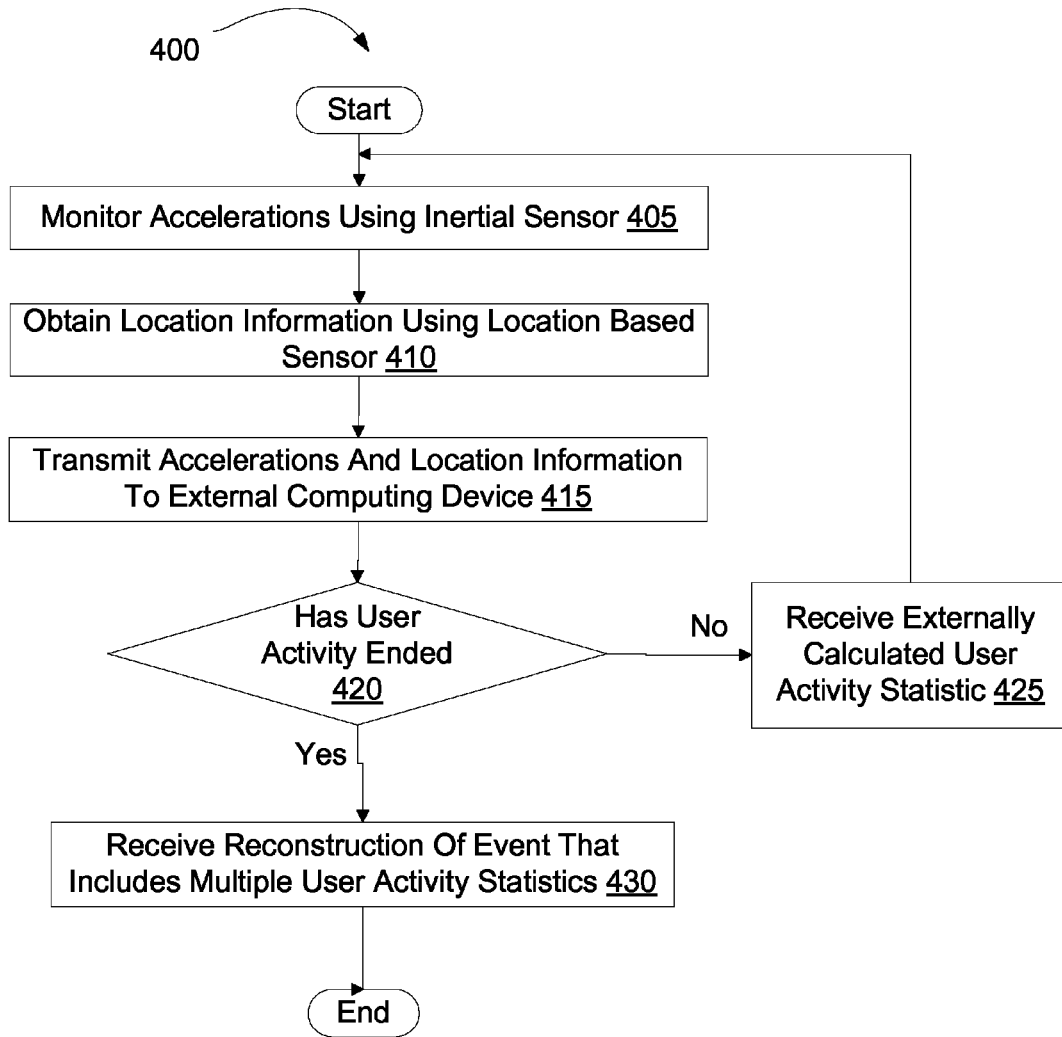 400
Start
Monitor Accelerations Using Inertial Sensor 405
Obtain Location Information Using Location Based
Sensor 410
Transmit Accelerations And Location Information
To External Computing Device 415
Has User
Activity Ended
420
No
Receive Externally
Calculated User
Activity Statistic 425
Yes
Receive Reconstruction Of Event That
Includes Multiple User Activity Statistics 430
End